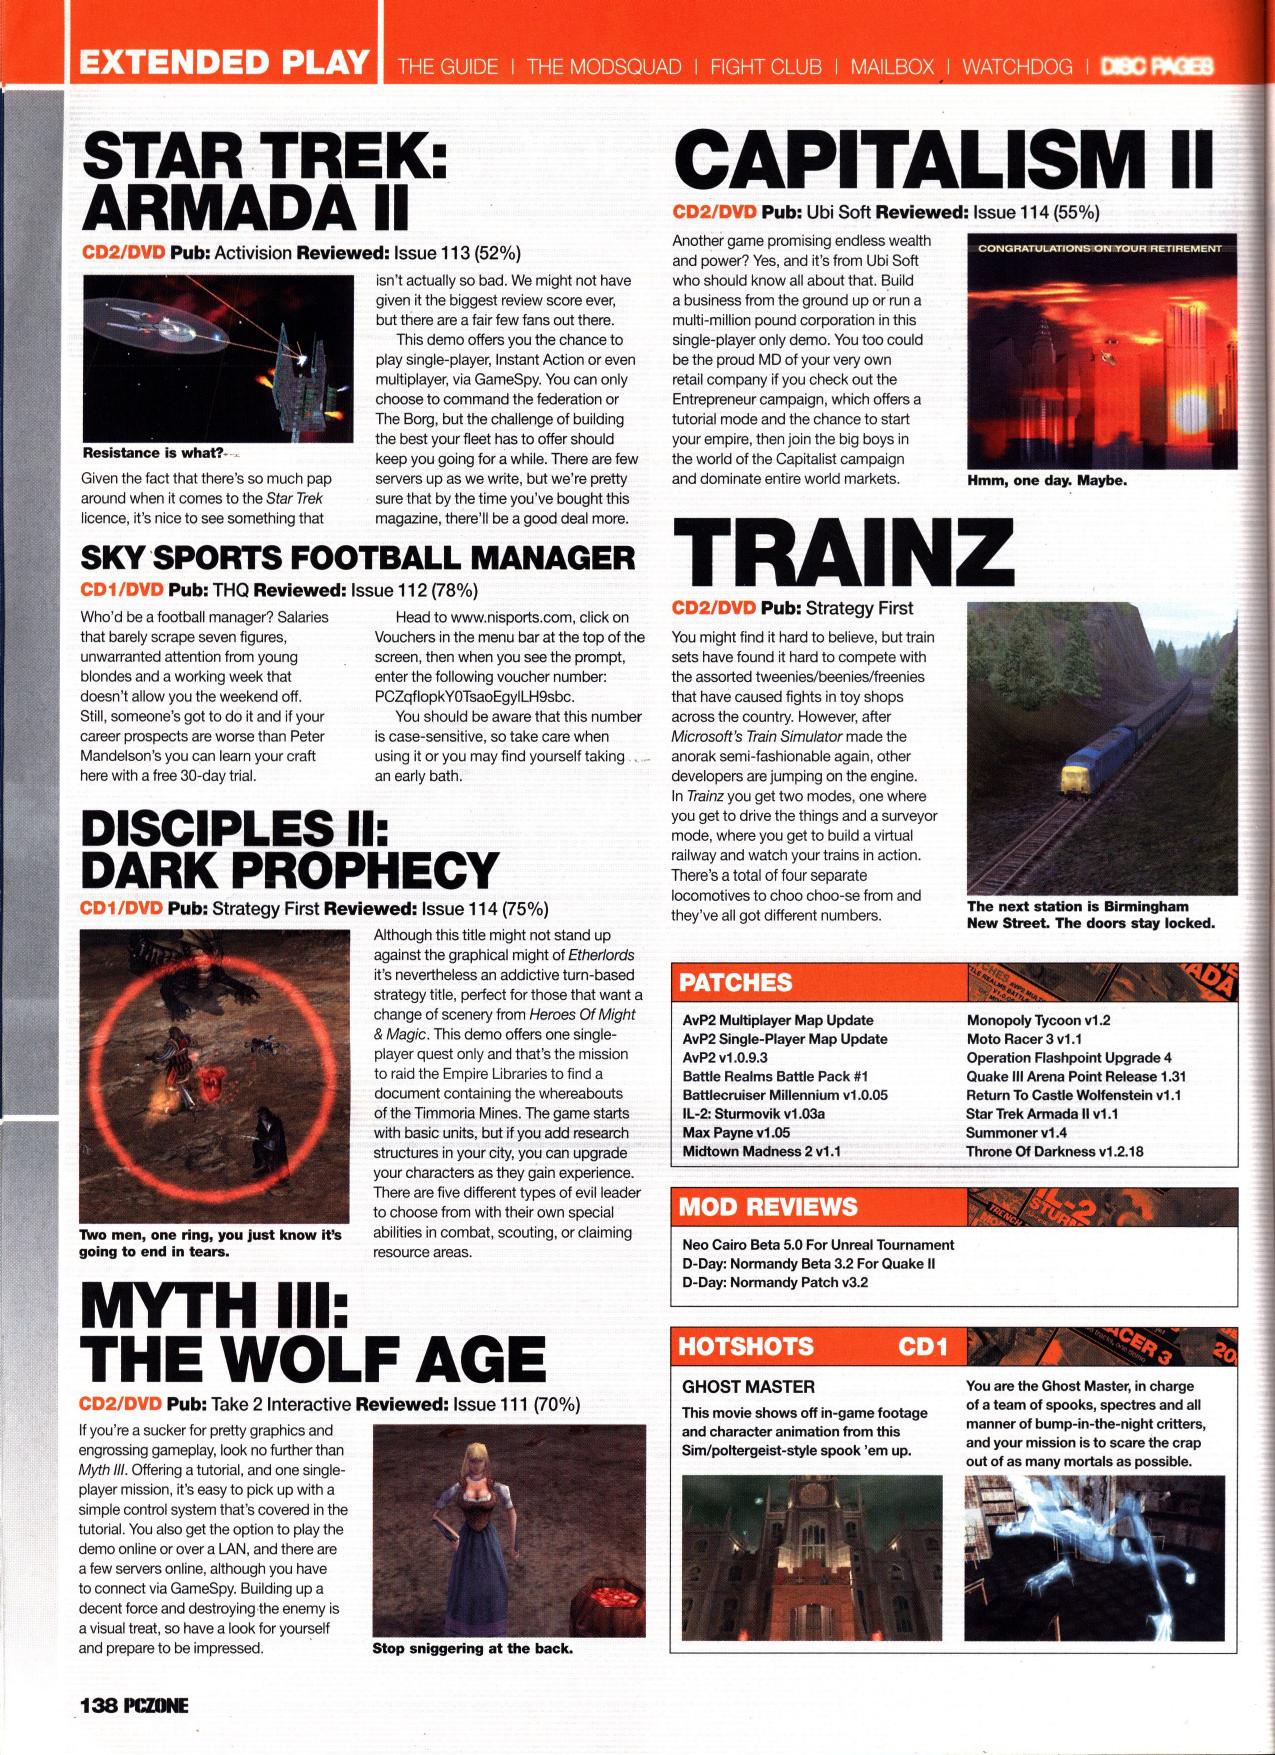 EXTENDED PLAY
THE GUIDE | THE MODSQUAD | FIGHT CLUB | MAILBOX | WATCHDOG | DISC PAGES
STAR TREK:
ARMADA II
CD2/DVD Pub: Activision Reviewed: Issue 113 (52%)
Resistance is what?
Given the fact that there's so much pap
around when it comes to the Star Trek
licence, it's nice to see something that
isn't actually so bad. We might not have
given it the biggest review score ever,
but there are a fair few fans out there.
This demo offers you the chance to
play single-player, Instant Action or even
multiplayer, via GameSpy. You can only
choose to command the federation or
The Borg, but the challenge of building
the best your fleet has to offer should
keep you going for a while. There are few
servers up as we write, but we're pretty
sure that by the time you've bought this
magazine, there'll be a good deal more.
SKY SPORTS FOOTBALL MANAGER
CD1/DVD Pub: THQ Reviewed: Issue 112 (78%)
Who'd be a football manager? Salaries
that barely scrape seven figures,
unwarranted attention from young
blondes and a working week that
doesn't allow you the weekend off.
Still, someone's got to do it and if your
career prospects are worse than Peter
Mandelson's you can learn your craft
here with a free 30-day trial.
Head to www.nisports.com, click on
Vouchers in the menu bar at the top of the
screen, then when you see the prompt,
enter the following voucher number:
You should be aware that this number
is case-sensitive, so take care when
using it or you may find yourself taking
an early bath.
DISCIPLES II:
DARK PROPHECY
CD1/DVD Pub: Strategy First Reviewed: Issue 114 (75%)
Two men, one ring, you just know it's
going to end in tears.
Although this title might not stand up
against the graphical might of Etherlords
it's nevertheless an addictive turn-based
strategy title, perfect for those that want a
change of scenery from Heroes Of Might
& Magic. This demo offers one single-
player quest only and that's the mission
to raid the Empire Libraries to find a
document containing the whereabouts
of the Timmoria Mines. The game starts
with basic units, but if you add research
structures in your city, you can upgrade
your characters as they gain experience.
There are five different types of evil leader
to choose from with their own special
abilities in combat, scouting, or claiming
resource areas.
MYTH III:
THE WOLF AGE
CD2/DVD Pub: Take 2 Interactive Reviewed: Issue 111 (70%)
If you're a sucker for pretty graphics and
engrossing gameplay, look no further than
Myth III. Offering a tutorial, and one single-
player mission, it's easy to pick up with a
simple control system that's covered in the
tutorial. You also get the option to play the
demo online or over a LAN, and there are
a few servers online, although you have
to connect via GameSpy. Building up a
decent force and destroying the enemy is
a visual treat, so have a look for yourself
and prepare to be impressed.
Stop sniggering at the back.
CAPITALISM II
CD2/DVD Pub: Ubi Soft Reviewed: Issue 114 (55%)
Another game promising endless wealth
and power? Yes, and it's from Ubi Soft
who should know all about that. Build
a business from the ground up or run a
multi-million pound corporation in this
single-player only demo. You too could
be the proud MD of your very own
retail company if you check out the
Entrepreneur campaign, which offers a
tutorial mode and the chance to start
your empire, then join the big boys in
the world of the Capitalist campaign
and dominate entire world markets.
CONGRATULATIONS ON YOUR RETIREMENT
Hmm, one day. Maybe.
TRAINZ
CD2/DVD Pub: Strategy First
You might find it hard to believe, but train
sets have found it hard to compete with
the assorted tweenies/beenies/freenies
that have caused fights in toy shops
across the country. However, after
Microsoft's Train Simulator made the
anorak semi-fashionable again, other
developers are jumping on the engine.
In Trainz you get two modes, one where
you get to drive the things and a surveyor
mode, where you get to build a virtual
railway and watch your trains in action.
There's a total of four separate
locomotives to choo choo-se from and
they've all got different numbers.
The next station is Birmingham
New Street. The doors stay locked.
PATCHES
AvP2 Multiplayer Map Update
AvP2 Single-Player Map Update
AvP2 v1.0.9.3
Battle Realms Battle Pack #1
Battlecruiser Millennium v1.0.05
IL-2: Sturmovik v1.03a
Max Payne v1.05
Midtown Madness 2 v1.1
Monopoly Tycoon v1.2
Moto Racer 3 v1.1
Operation Flashpoint Upgrade 4
Quake III Arena Point Release 1.31
Return To Castle Wolfenstein v1.1
Star Trek Armada II v1.1
Summoner v1.4
Throne Of Darkness v1.2.18
MOD REVIEWS
Neo Cairo Beta 5.0 For Unreal Tournament
D-Day: Normandy Beta 3.2 For Quake II
D-Day: Normandy Patch v3.2
HOTSHOTS CD1
GHOST MASTER
This movie shows off in-game footage
and character animation from this
Sim/poltergeist-style spook 'em up.
You are the Ghost Master, in charge
of a team of spooks, spectres and all
manner of bump-in-the-night critters,
and your mission is to scare the crap
out of as many mortals as possible.
138 PCZONE